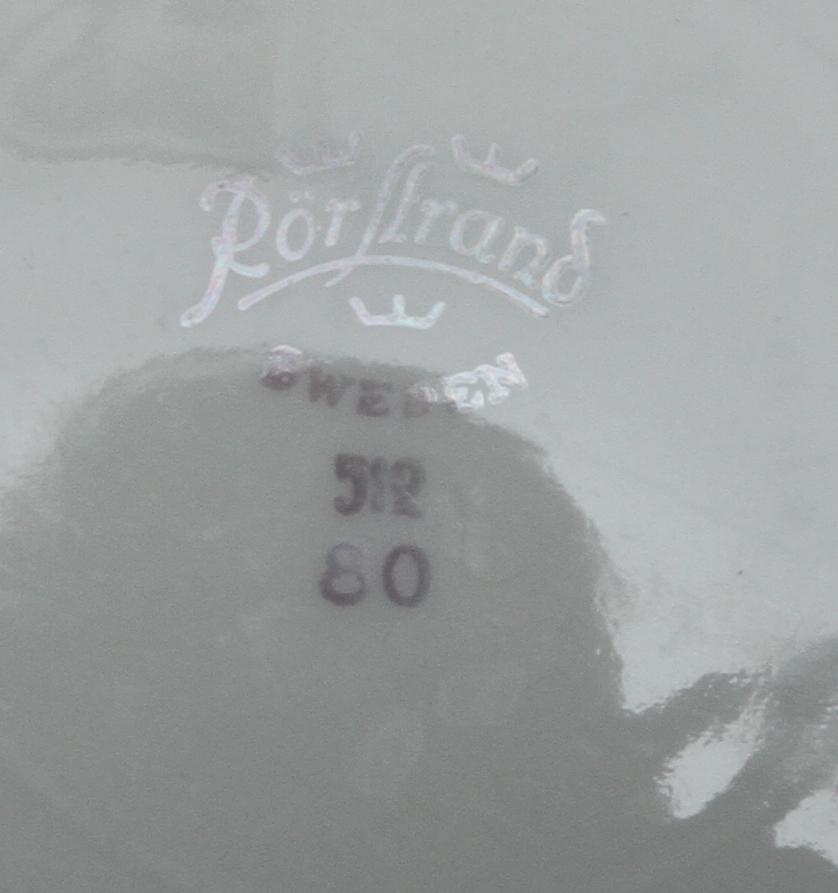 Rörstrand
SWEDEN
512
80